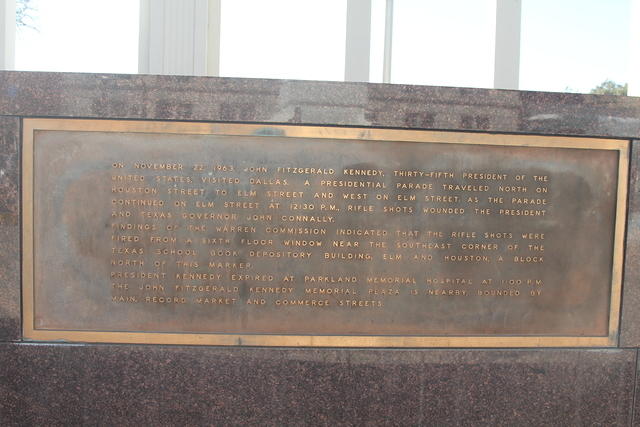 ON NOVEMBER 22, 1963, JOHN FITZGERALD KENNEDY, THIRTY-FIFTH PRESIDENT OF THE
UNITED STATES, VISITED DALLAS. A PRESIDENTIAL PARADE TRAVELED NORTH ON
HOUSTON STREET TO ELM STREET AND WEST ON ELM STREET. AS THE PARADE
CONTINUED ON ELM STREET AT 12:30 P.M., RIFLE SHOTS WOUNDED THE PRESIDENT
AND TEXAS GOVERNOR JOHN CONNALLY.
FINDINGS OF THE WARREN COMMISSION INDICATED THAT THE RIFLE SHOTS WERE
FIRED FROM A SIXTH FLOOR WINDOW NEAR THE SOUTHEAST CORNER OF THE
TEXAS SCHOOL BOOK DEPOSITORY BUILDING, ELM AND HOUSTON, A BLOCK
NORTH OF THIS MARKER.
PRESIDENT KENNEDY EXPIRED AT PARKLAND MEMORIAL HOSPITAL AT 1:00 P.M.
THE JOHN FITZGERALD KENNEDY MEMORIAL PLAZA IS NEARBY, BOUNDED BY
MAIN, RECORD MARKET AND COMMERCE STREETS.